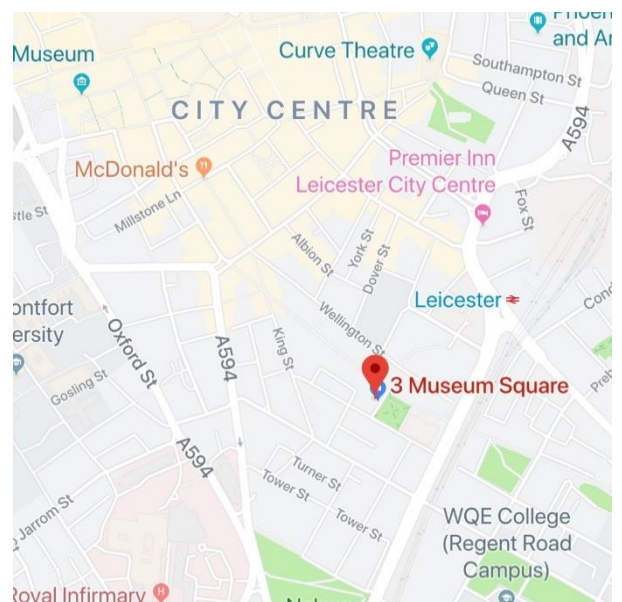 Museum
Curve Theatre
and Ar
Southampton St
Queen St
CITY CENTRE
A594
McDonald's
Premier Inn
Leicester City Centre
Millstone Ln
Fox St
Albion St
York St
Dover St
Leicester
Wellington St
ontfort
ersity
Oxford St
A594
King St
3 Museum Square
Gosling St
A594
Turner St
Tower St
Tower St
WQE College
(Regent Road
Campus)
Jarrom St
Royal Infirmary
H